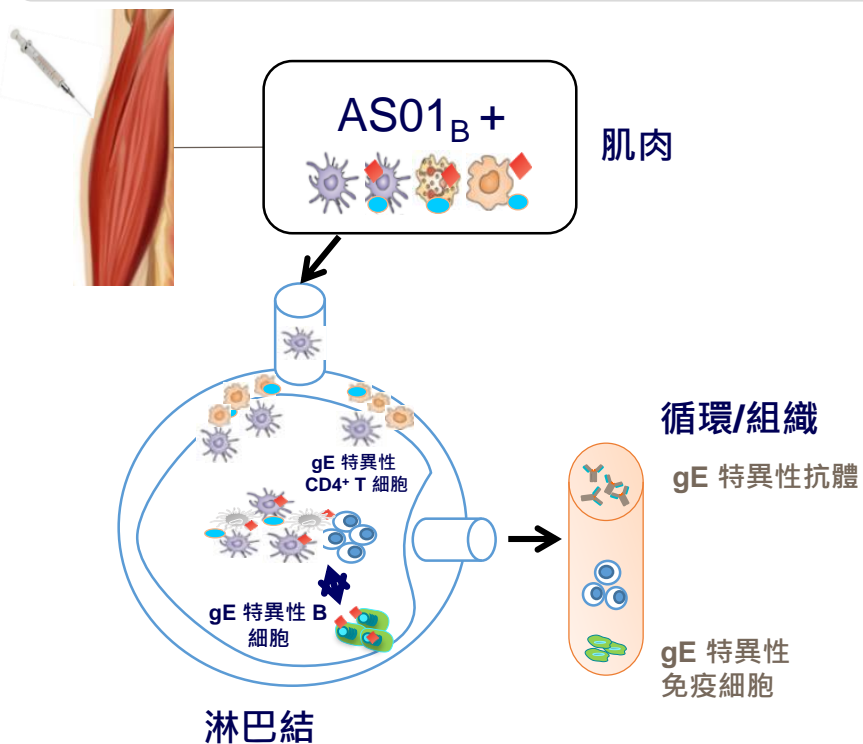 AS01B +
肌肉
gE 特異性
CD4⁺ T 細胞
gE 特異性 B
細胞
淋巴結
循環/組織
gE 特異性抗體
gE 特異性
免疫細胞